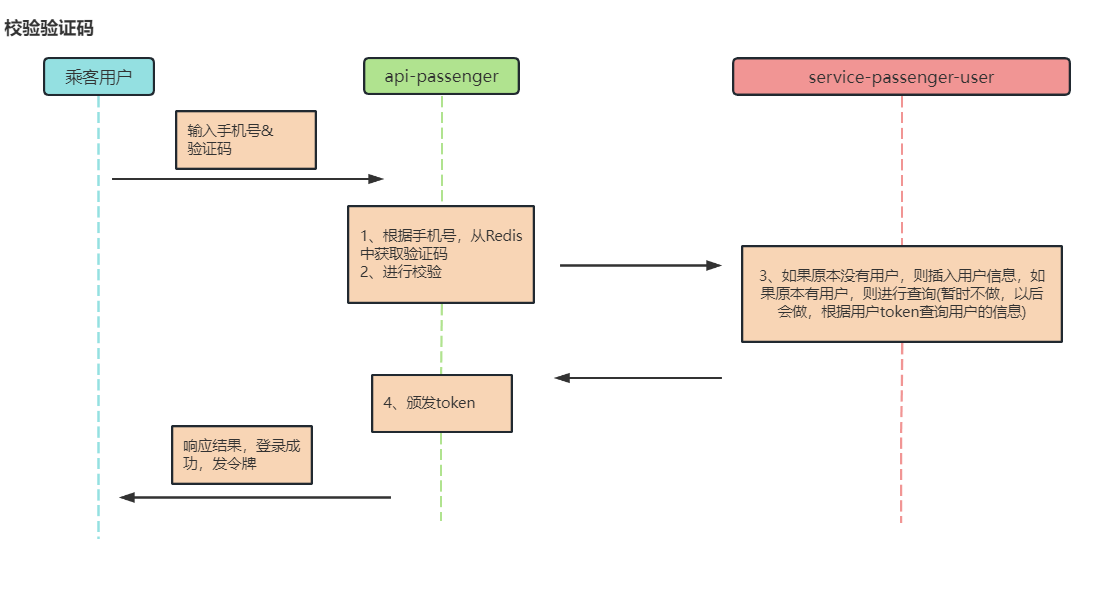 校验验证码
乘客用户
api-passenger
service-passenger-user
输入手机号&
验证码
1、根据手机号，从Redis
中获取验证码
2、进行校验
3、如果原本没有用户，则插入用户信息，如
果原本有用户，则进行查询(暂时不做，以后
会做，根据用户token查询用户的信息)
4、颁发token
响应结果，登录成
功，发令牌